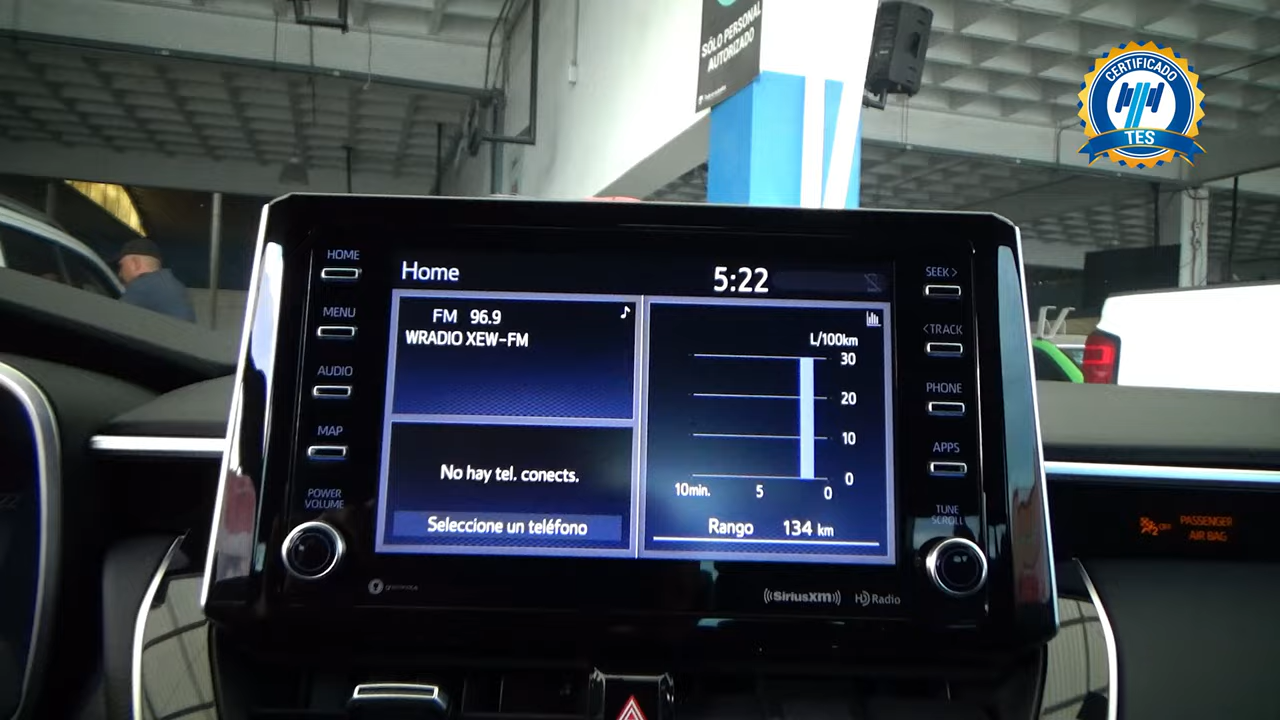 SÓLO PERSONAL
AUTORIZADO
CERTIFICADO
TES
HOME
MENU
AUDIO
MAP
POWER
VOLUME
Home
5:22
FM 96.9
WRADIO XEW-FM
No hay tel. conects.
Seleccione un teléfono
L/100km
30
20
10
0
10min.
5
0
Rango 134 km
SEEK >
< TRACK
PHONE
APPS
TUNE
SCROLL
((SiriusXM))
HD Radio
2 OFF
PASSENGER
AIR BAG